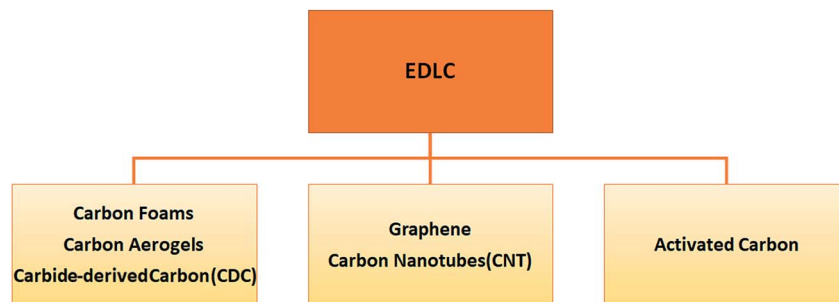 EDLC
Carbon Foams
Carbon Aerogels
Carbide-derivedCarbon(CDC)
Graphene
Carbon Nanotubes(CNT)
Activated Carbon